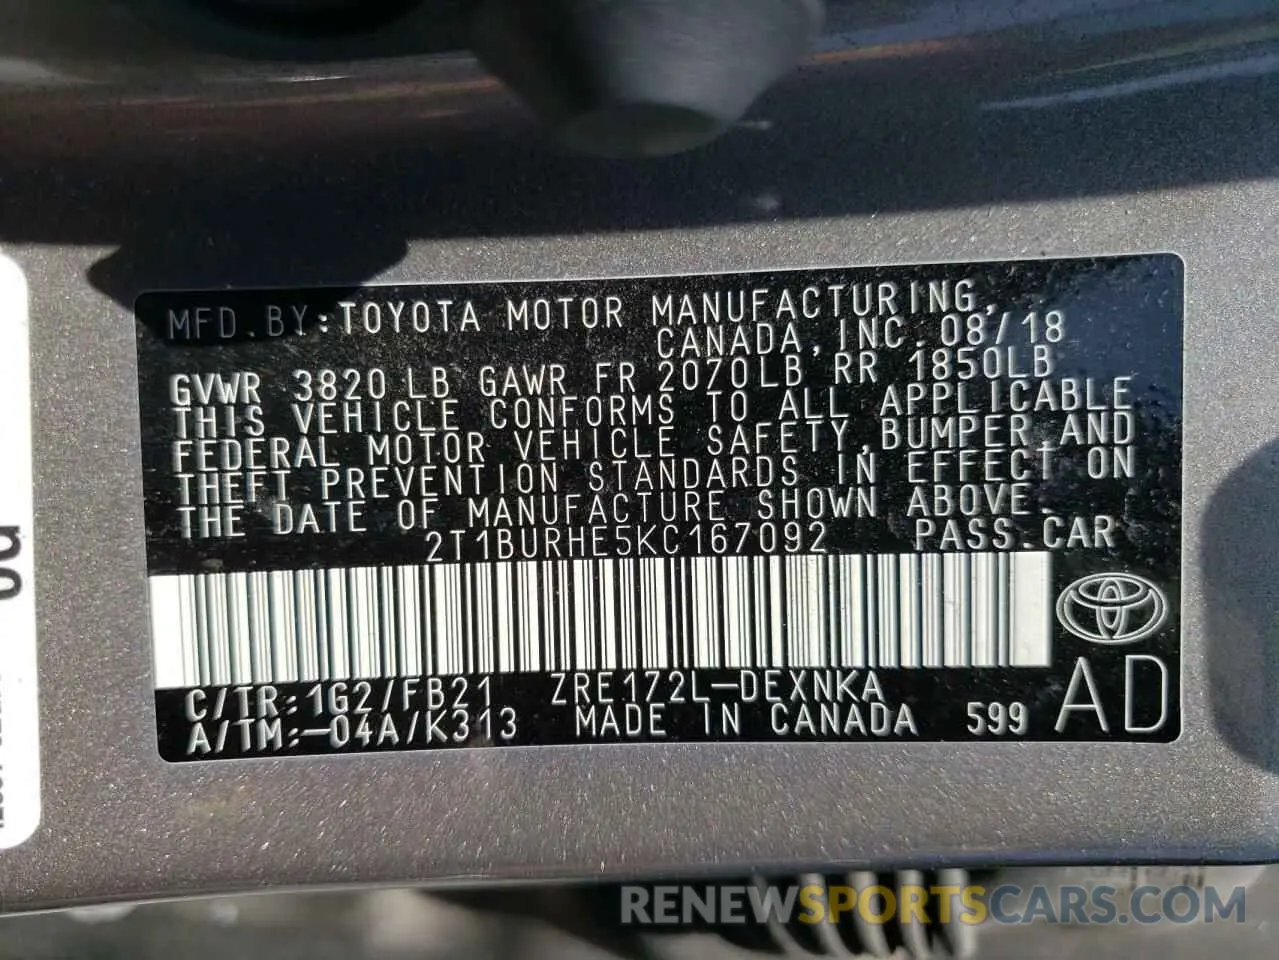 MFD.BY:TOYOTA MOTOR MANUFACTURING,
CANADA,INC.08/18
GVWR 3820 LB GAWR FR 2070LB RR 1850LB
THIS VEHICLE CONFORMS TO ALL APPLICABLE
FEDERAL MOTOR VEHICLE SAFETY,BUMPER,AND
THEFT PREVENTION STANDARDS IN EFFECT ON
THE DATE OF MANUFACTURE SHOWN ABOVE.
2T1BURHE5KC167092 PASS.CAR
C/TR:1G2/FB21 ZRE172L-DEXNKA
A/TM:-04A/K313 MADE IN CANADA 599
AD
RENEWSPORTSCARS.COM